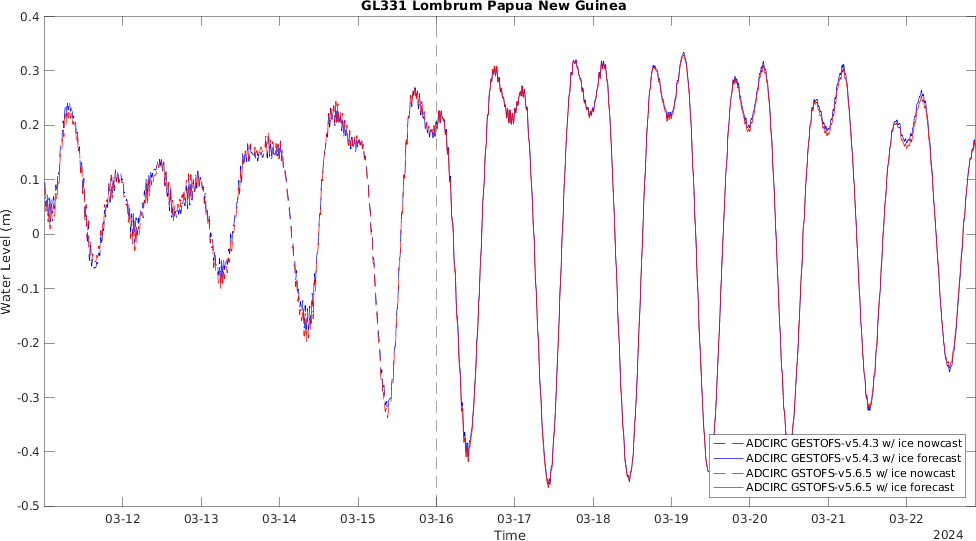 GL331 Lombrum Papua New Guinea
0.4
0.3
0.2
0.1
0
-0.1
-0.2
-0.3
-0.4
-0.5
Water Level (m)
ADCIRC GESTOFS-v5.4.3 w/ ice nowcast
ADCIRC GESTOFS-v5.4.3 w/ ice forecast
ADCIRC GSTOFS-v5.6.5 w/ ice nowcast
ADCIRC GSTOFS-v5.6.5 w/ ice forecast
03-12 03-13 03-14 03-15 03-16 03-17 03-18 03-19 03-20 03-21 03-22
Time
2024